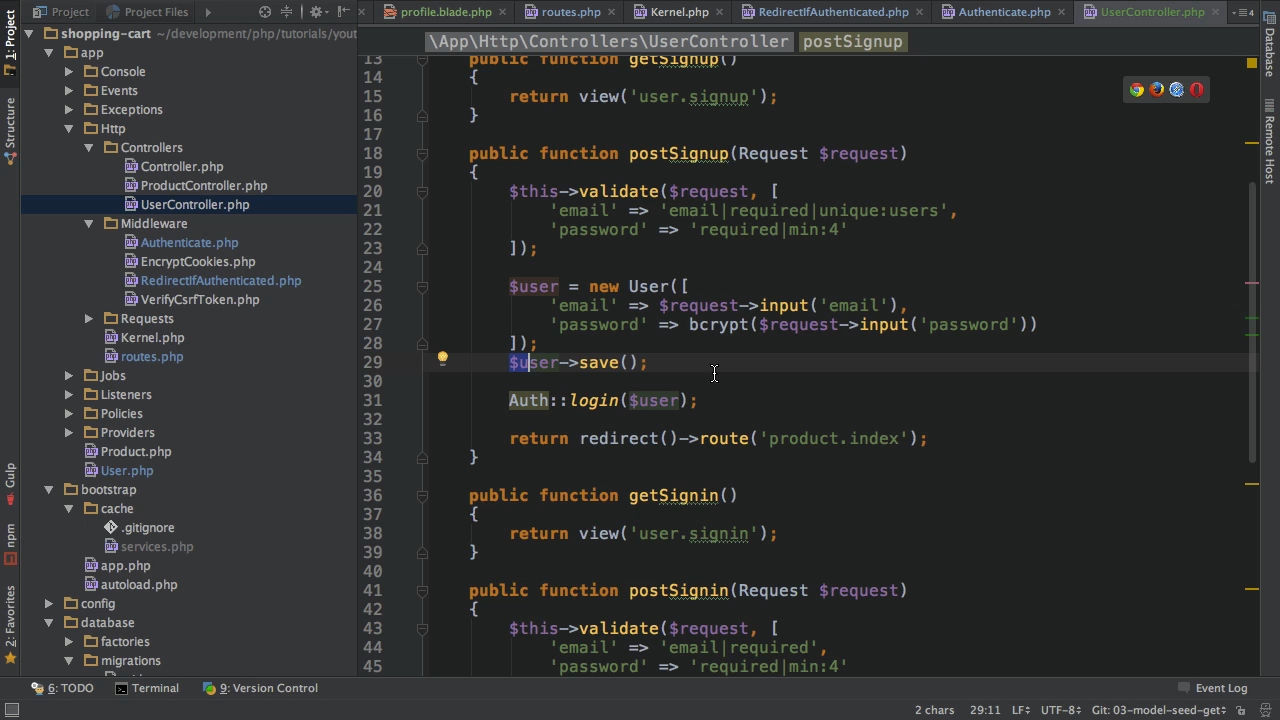 1: Project
Structure
Gulp
npm
2: Favorites
Project
Project Files
shopping-cart ~/development/php/tutorials/yout
app
Console
Events
Exceptions
Http
Controllers
Controller.php
ProductController.php
UserController.php
Middleware
Authenticate.php
EncryptCookies.php
RedirectIfAuthenticated.php
VerifyCsrfToken.php
Requests
Kernel.php
routes.php
Jobs
Listeners
Policies
Providers
Product.php
User.php
bootstrap
cache
.gitignore
services.php
app.php
autoload.php
config
database
factories
migrations
profile.blade.php
routes.php
Kernel.php
RedirectIfAuthenticated.php
Authenticate.php
UserController.php
4
\App\Http\Controllers\UserController postSignup
13 public function getSignup()
14 {
15 return view('user.signup');
16 }
17
18 public function postSignup(Request $request)
19 {
20 $this->validate($request, [
21 'email' => 'email|required|unique:users',
22 'password' => 'required|min:4'
23 ]);
24
25 $user = new User([
26 'email' => $request->input('email'),
27 'password' => bcrypt($request->input('password'))
28 ]);
29 $user->save();
30
31 Auth::login($user);
32
33 return redirect()->route('product.index');
34 }
35
36 public function getSignin()
37 {
38 return view('user.signin');
39 }
40
41 public function postSignin(Request $request)
42 {
43 $this->validate($request, [
44 'email' => 'email|required',
45 'password' => 'required|min:4'
Database
Remote Host
6: TODO
Terminal
9: Version Control
Event Log
2 chars 29:11 LF UTF-8 Git: 03-model-seed-get